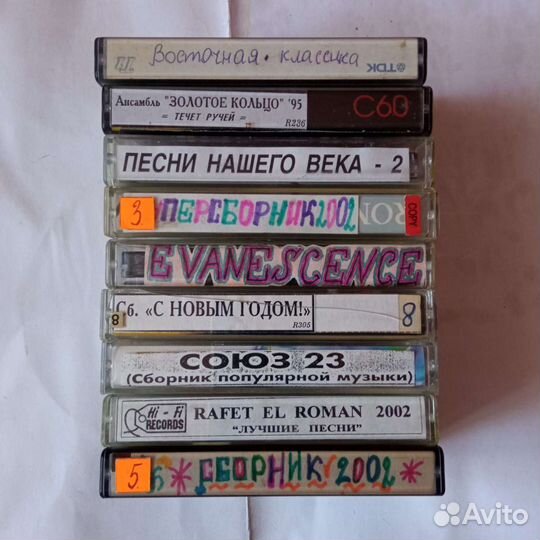 Восточная • классика
TDK
Ансамбль "ЗОЛОТОЕ КОЛЬЦО" '95
= ТЕЧЕТ РУЧЕЙ =
R236
C60
ПЕСНИ НАШЕГО ВЕКА - 2
3.
ПЕРСБОРНИК2002
COPY
EVANESCENCE
Сб. «С НОВЫМ ГОДОМ!»
R305
8
8
СОЮЗ 23
(Сборник популярной музыки)
Hi - Fi
RECORDS
RAFET EL ROMAN 2002
"ЛУЧШИЕ ПЕСНИ"
5.
СБОРНИК 2002
Avito